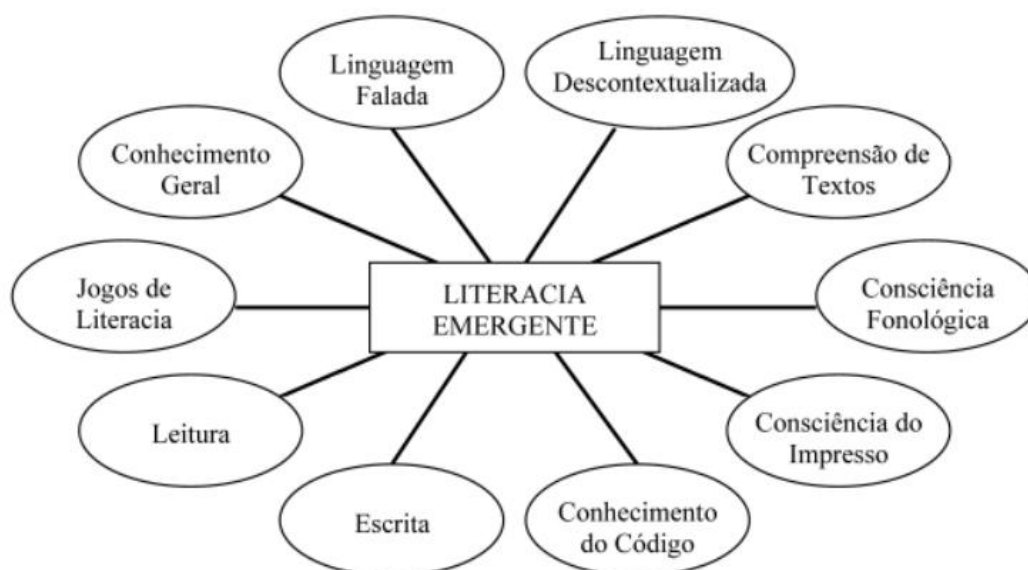 Linguagem
Falada
Linguagem
Descontextualizada
Conhecimento
Geral
Compreensão de
Textos
Jogos de
Literacia
LITERACIA
EMERGENTE
Consciência
Fonológica
Leitura
Consciência do
Impresso
Escrita
Conhecimento
do Código